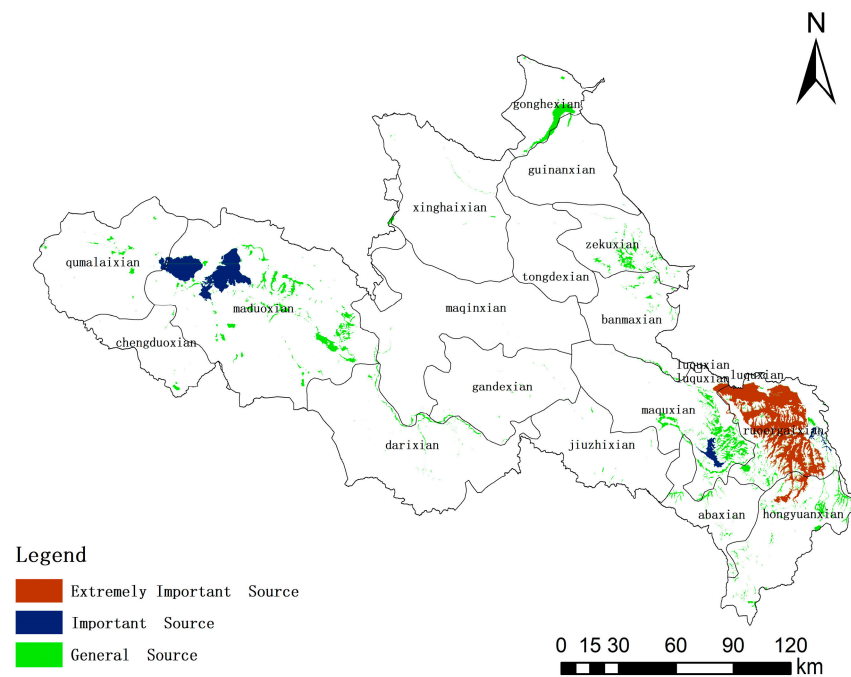 N
gonghexian
guinanxian
xinghaixian
zekuxian
qumalaixian
tongdexian
maduoxian
maqinxian
banmaxian
chengduoxian
luquxian
luquxian
luquxian
gandexian
maquxian
ruoergaixian
darixian
jiuzhixian
abaxian
hongyuanxian
Legend
Extremely Important Source
Important Source
General Source
0 15 30 60 90 120
km